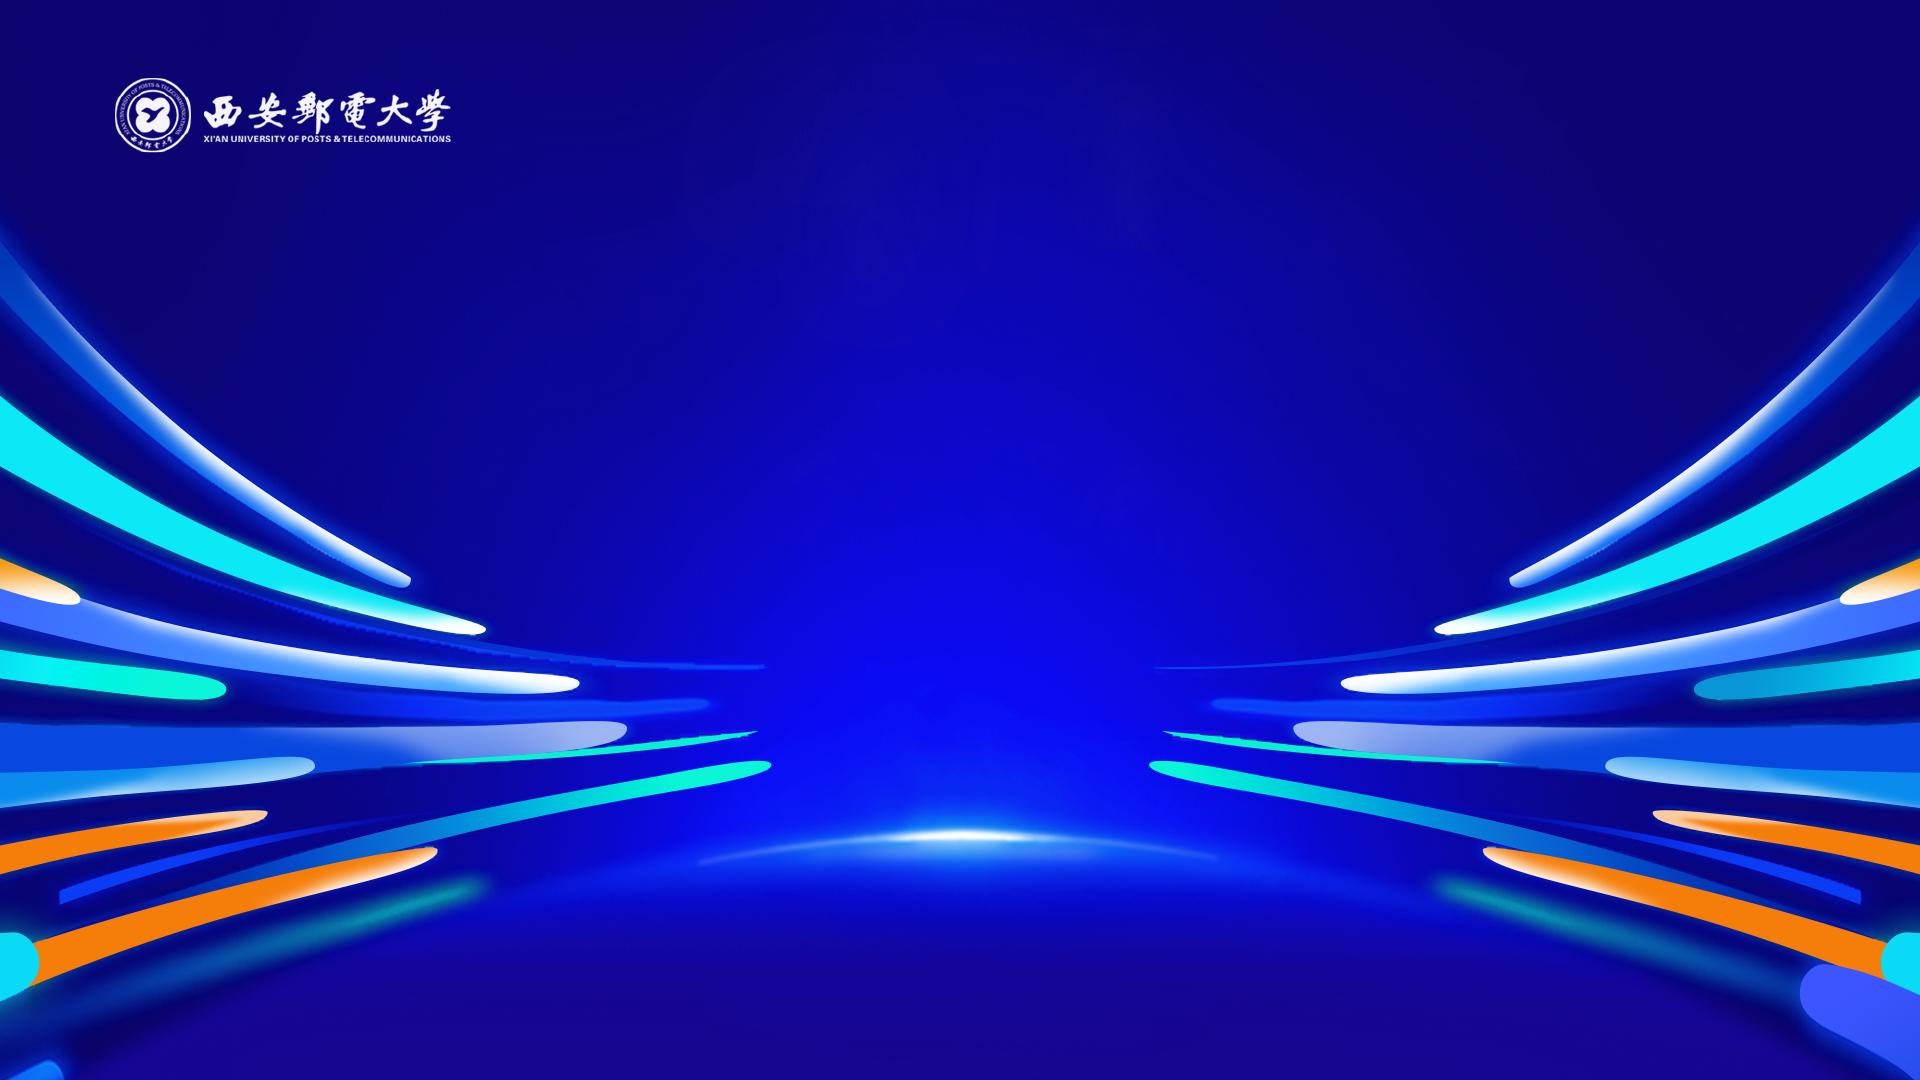 西安郵電大學
XI'AN UNIVERSITY OF POSTS & TELECOMMUNICATIONS